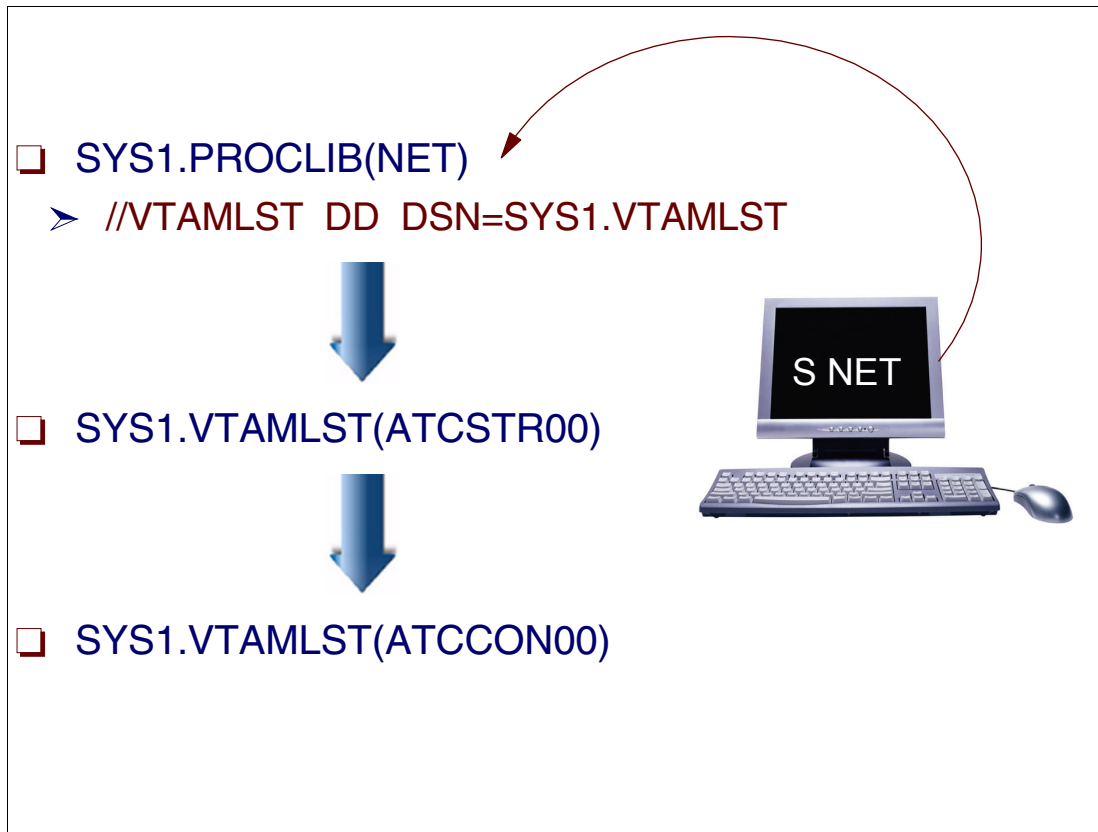 SYS1.PROCLIB(NET)
//VTAMLST DD DSN=SYS1.VTAMLST
S NET
SYS1.VTAMLST(ATCSTR00)
SYS1.VTAMLST(ATCCON00)